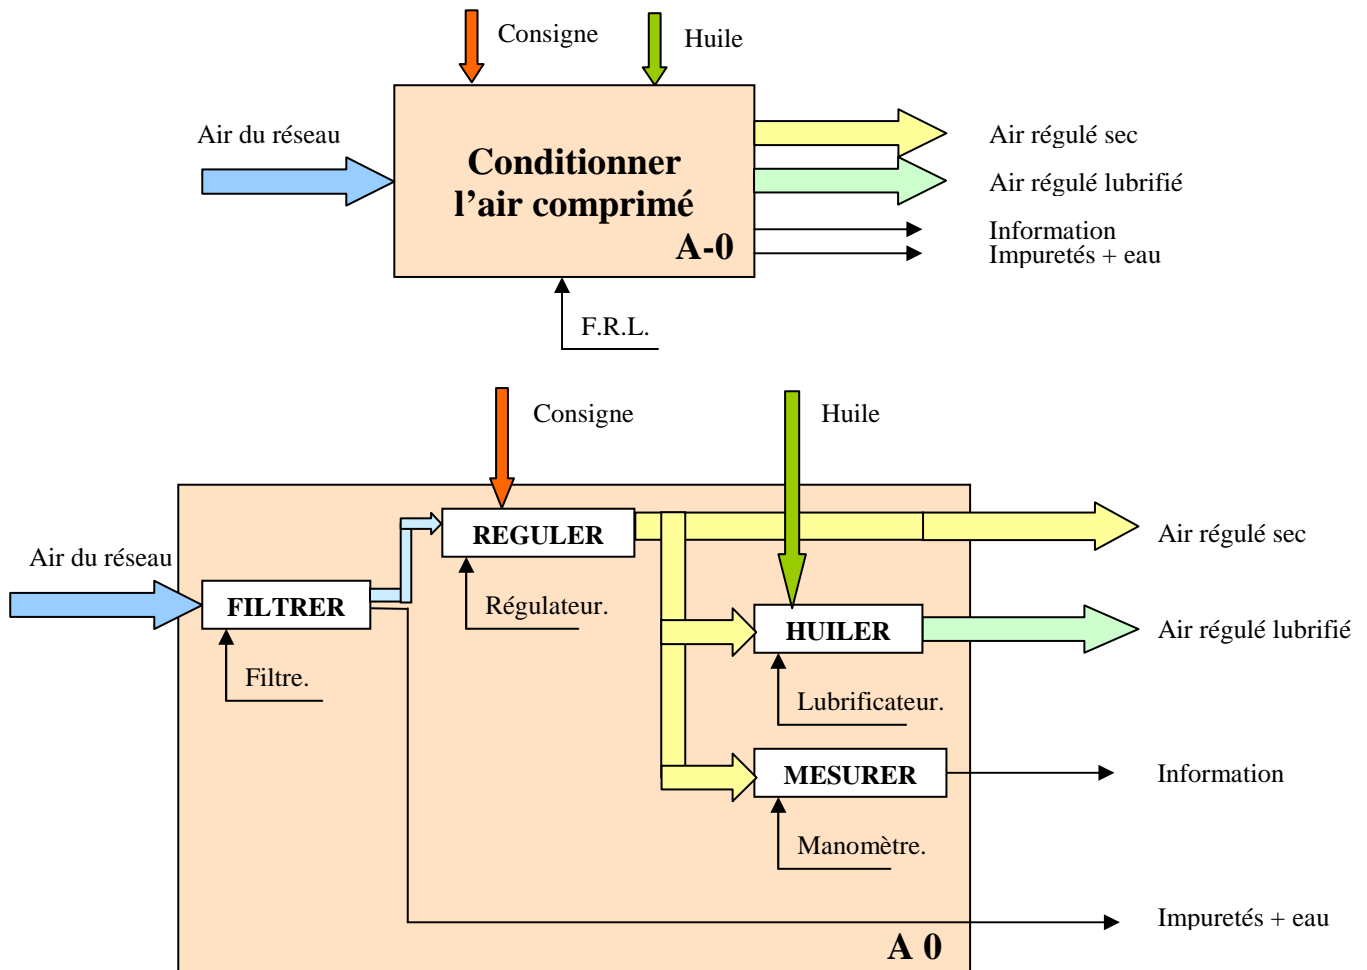 Consigne
Huile
Air du réseau
Conditionner
l’air comprimé
A-0
Air régulé sec
Air régulé lubrifié
Information
Impuretés + eau
F.R.L.
Consigne
Huile
REGULER
Air régulé sec
Air du réseau
FILTRER
Régulateur.
HUILER
Air régulé lubrifié
Filtre.
Lubrificateur.
MESURER
Information
Manomètre.
Impuretés + eau
A 0